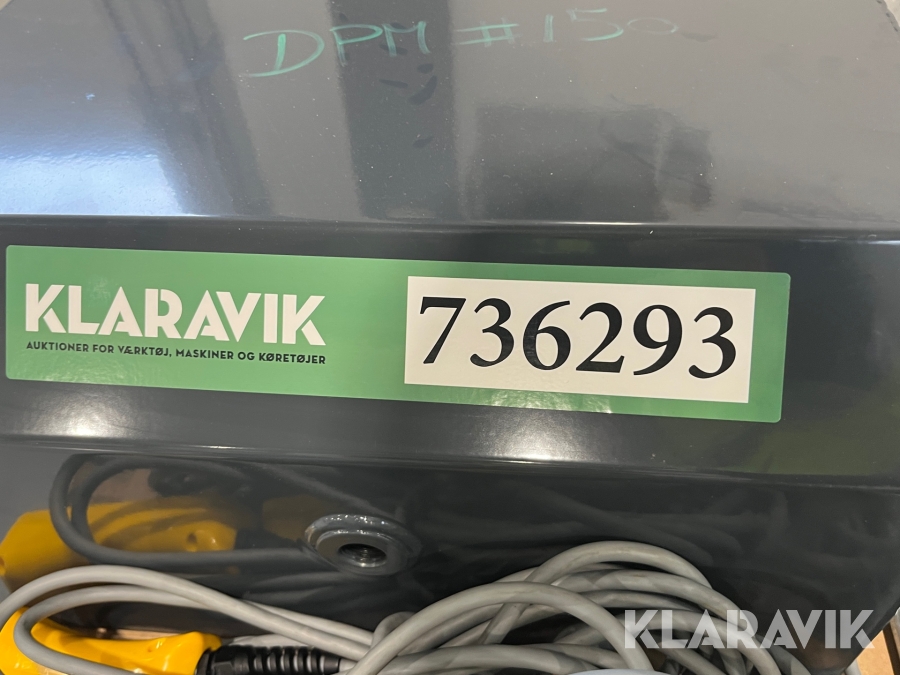 DPM #150
KLARAVIK
AUKTIONER FOR VÆRKTØJ, MASKINER OG KØRETØJER
736293
KLARAVIK